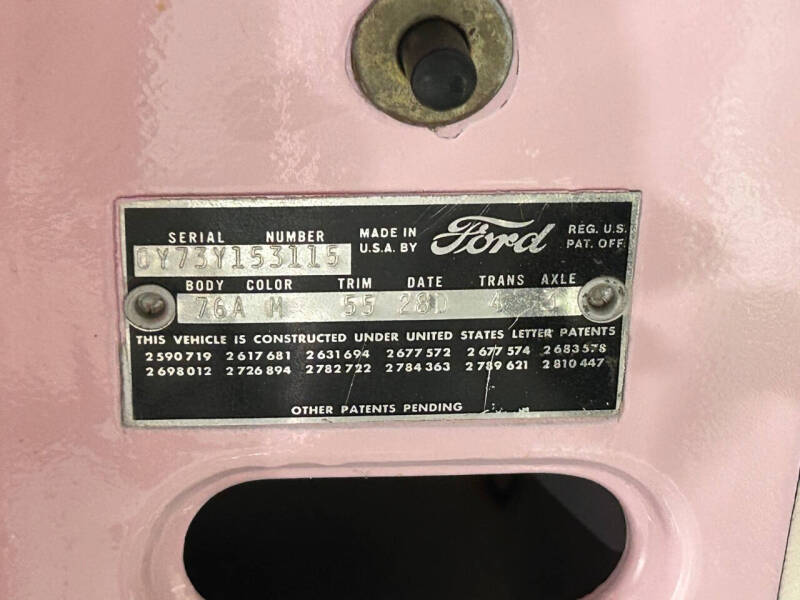 SERIAL NUMBER
MADE IN U.S.A. BY
Ford
REG. U.S. PAT. OFF.
0Y73Y153115
BODY COLOR TRIM DATE TRANS AXLE
76A M 55 28D 4
THIS VEHICLE IS CONSTRUCTED UNDER UNITED STATES LETTER PATENTS
2590719 2617681 2631694 2677572 2677574 2683578
2698012 2726894 2782722 2784363 2789621 2810447
OTHER PATENTS PENDING